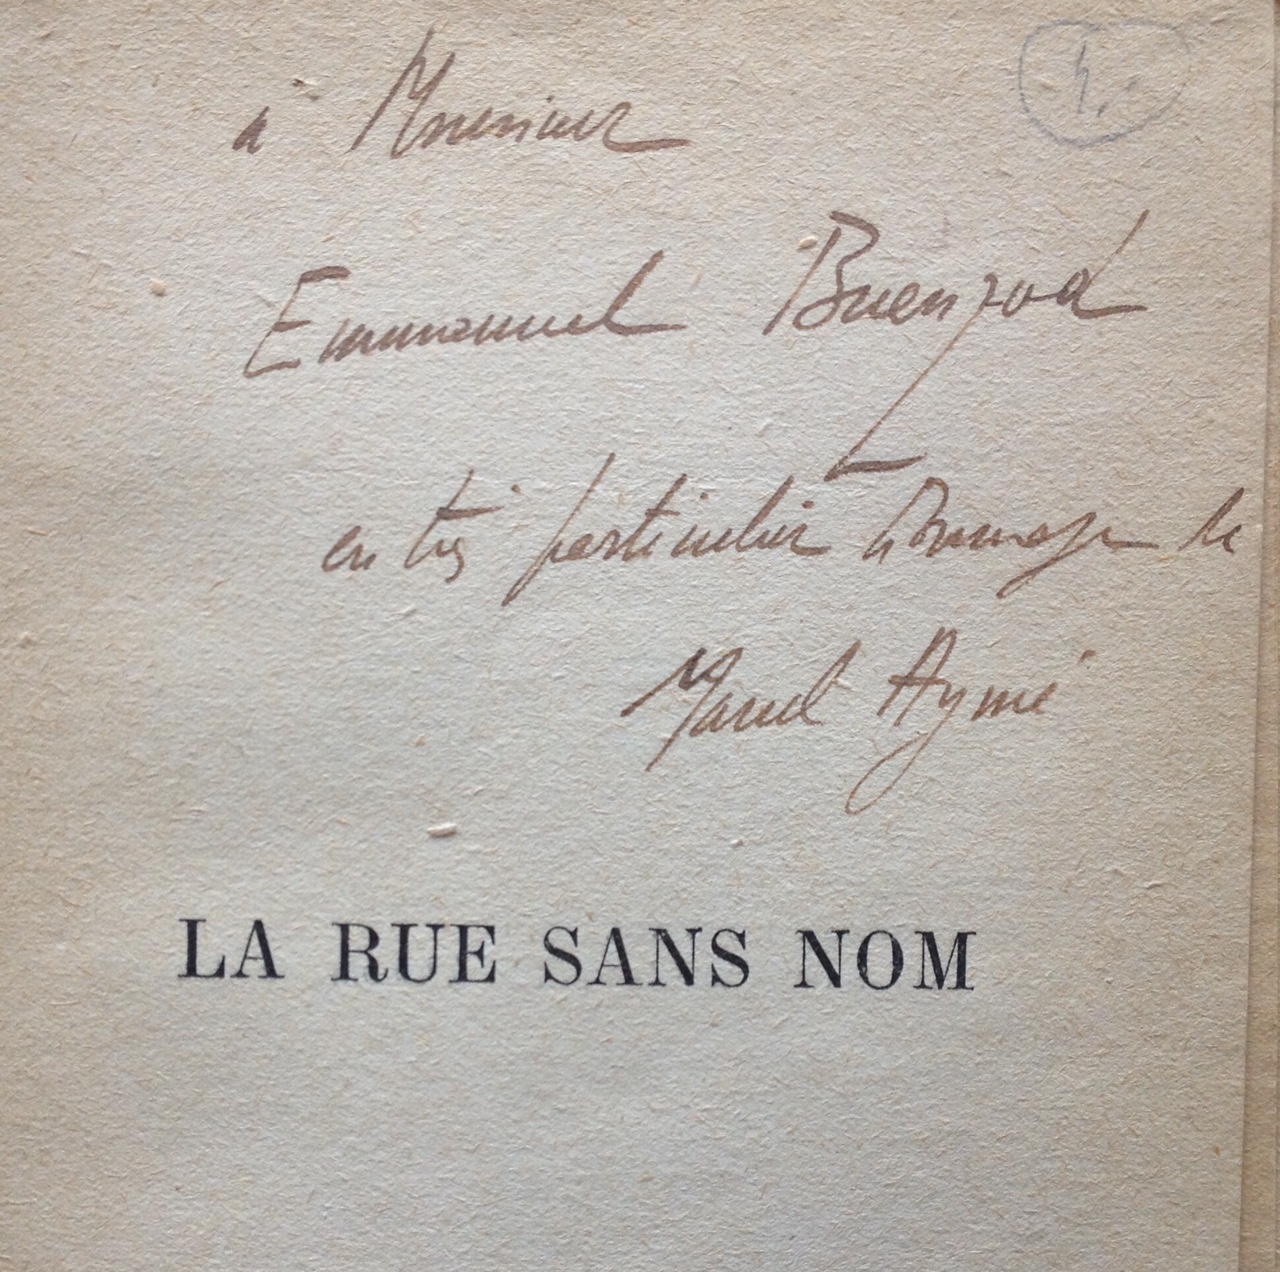 à Monsieur
Emmanuel Buenzod
en très particulier hommage de
Marcel Aymé
LA RUE SANS NOM